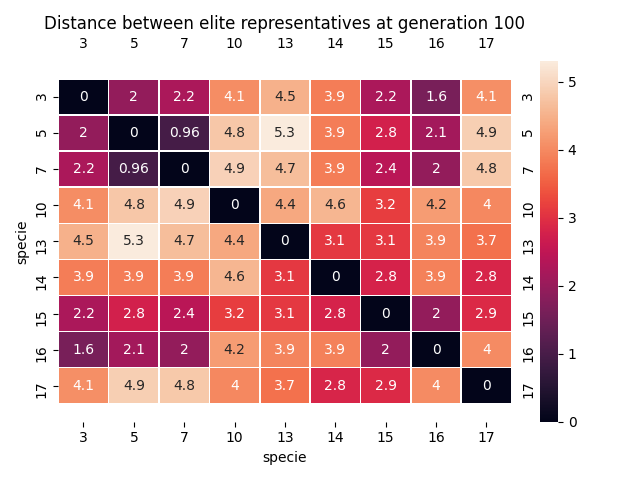 Distance between elite representatives at generation 100
3 5 7 10 13 14 15 16 17
3 0 2 2.2 4.1 4.5 3.9 2.2 1.6 4.1 3
5 2 0 0.96 4.8 5.3 3.9 2.8 2.1 4.9 5
7 2.2 0.96 0 4.9 4.7 3.9 2.4 2 4.8 7
10 4.1 4.8 4.9 0 4.4 4.6 3.2 4.2 4 10
13 4.5 5.3 4.7 4.4 0 3.1 3.1 3.9 3.7 13
14 3.9 3.9 3.9 4.6 3.1 0 2.8 3.9 2.8 14
15 2.2 2.8 2.4 3.2 3.1 2.8 0 2 2.9 15
16 1.6 2.1 2 4.2 3.9 3.9 2 0 4 16
17 4.1 4.9 4.8 4 3.7 2.8 2.9 4 0 17
3 5 7 10 13 14 15 16 17
specie
specie
5
4
3
2
1
0